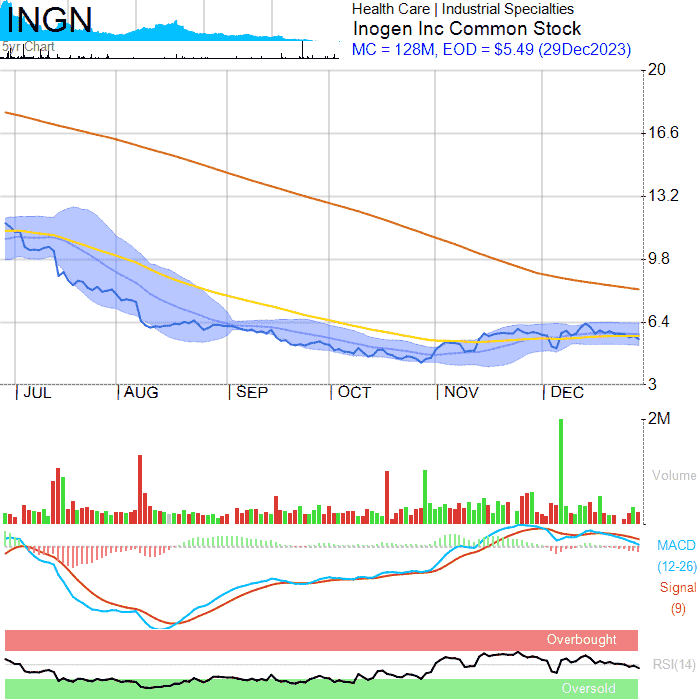 INGN
5yr Chart
Health Care | Industrial Specialties
Inogen Inc Common Stock
MC = 128M, EOD = $5.49 (29Dec2023)
20
16.6
13.2
9.8
6.4
3
JUL AUG SEP OCT NOV DEC
2M
Volume
MACD
(12-26)
Signal
(9)
Overbought
RSI(14)
Oversold